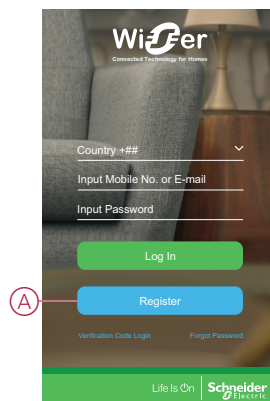 Wiser
Connected Technology for Homes
Country +##
Input Mobile No. or E-mail
Input Password
Log In
A
Register
Verification Code Login Forgot Password
Life Is On Schneider
Electric